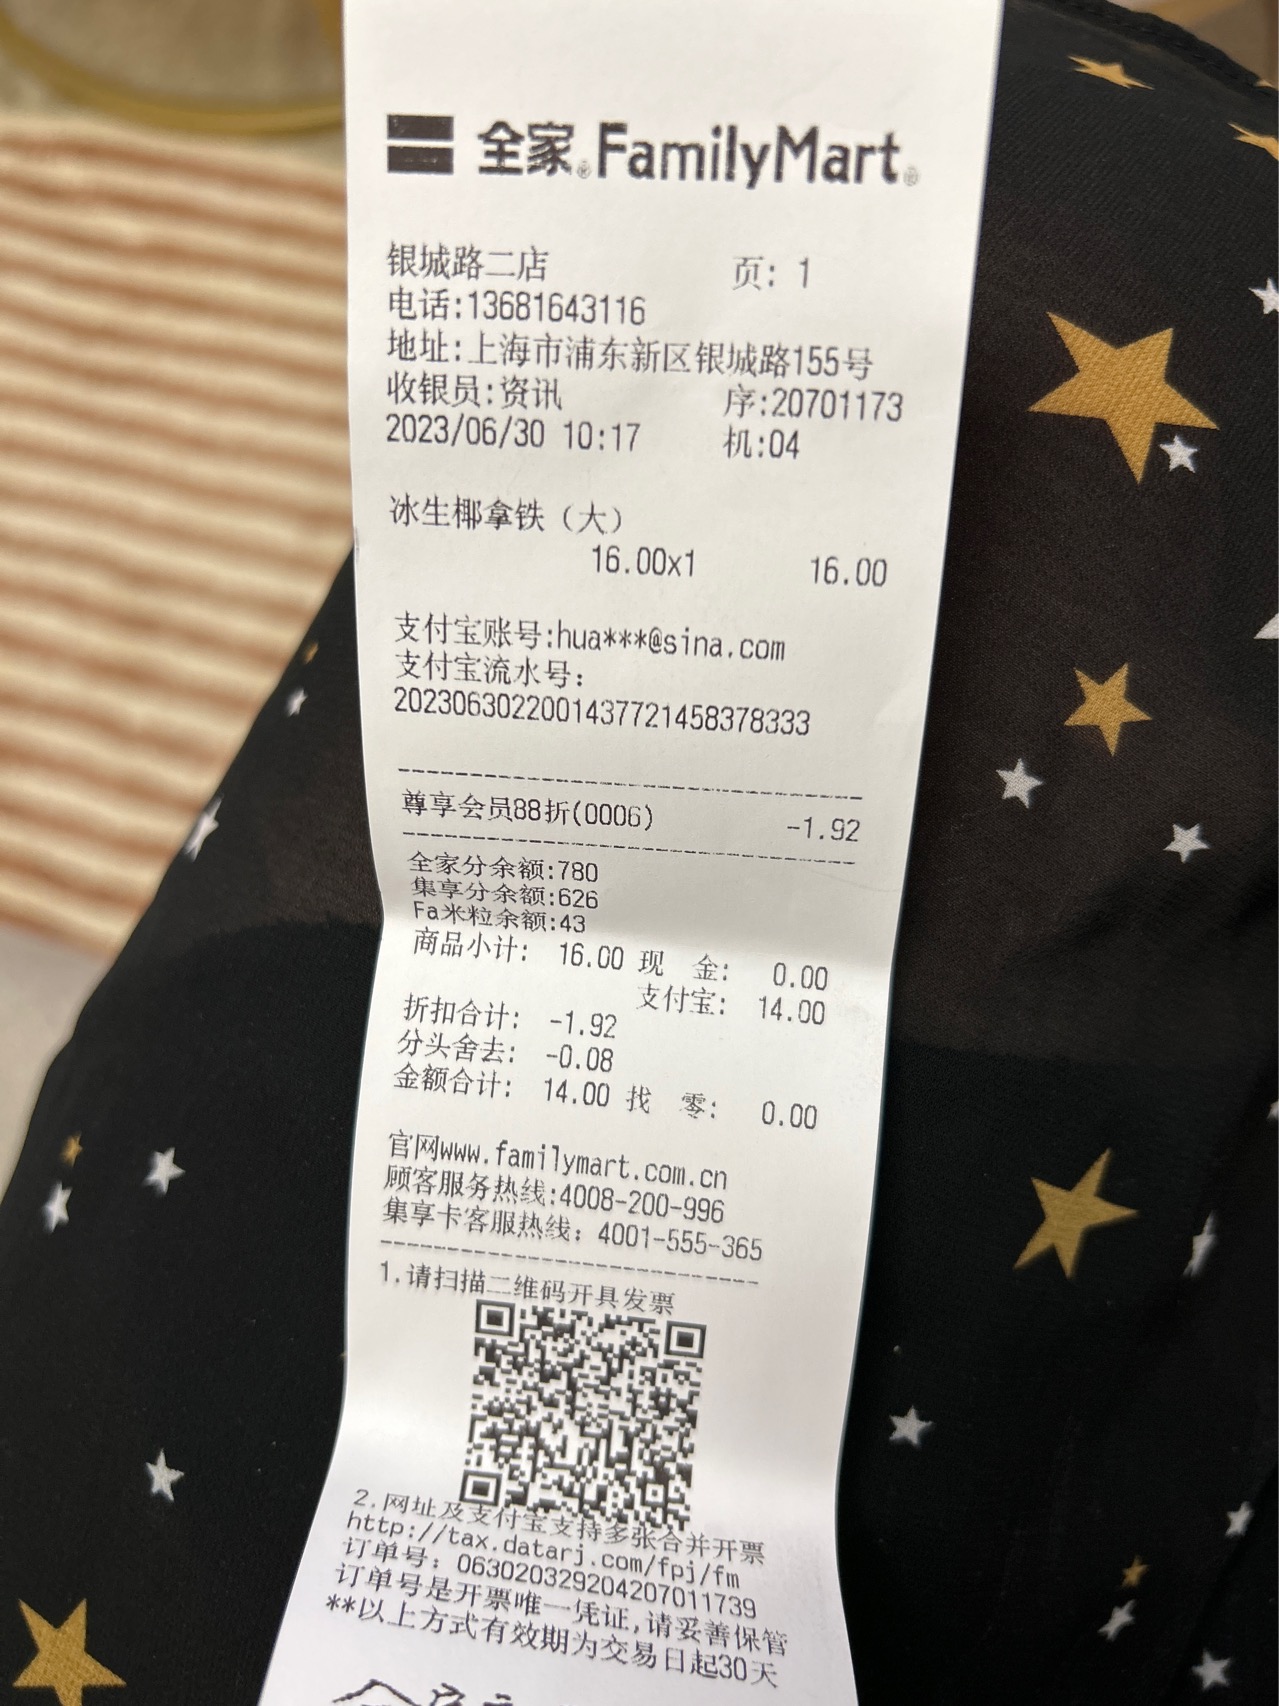 全家® FamilyMart®
银城路二店 页: 1
电话:13681643116
地址:上海市浦东新区银城路155号
收银员:资讯 序:20701173
2023/06/30 10:17 机:04
冰生椰拿铁（大）
16.00x1 16.00
支付宝账号:hua***@sina.com
支付宝流水号:
2023063022001437721458378333
尊享会员88折(0006) -1.92
全家分余额:780
集享分余额:626
Fa米粒余额:43
商品小计: 16.00 现 金: 0.00
支付宝: 14.00
折扣合计: -1.92
分头舍去: -0.08
金额合计: 14.00 找 零: 0.00
官网www.familymart.com.cn
顾客服务热线:4008-200-996
集享卡客服热线: 4001-555-365
1.请扫描二维码开具发票
2.网址及支付宝支持多张合并开票
http://tax.datarj.com/fpj/fm
订单号: 0630203292042070117​39
订单号是开票唯一凭证,请妥善保管
**以上方式有效期为交易日起30天